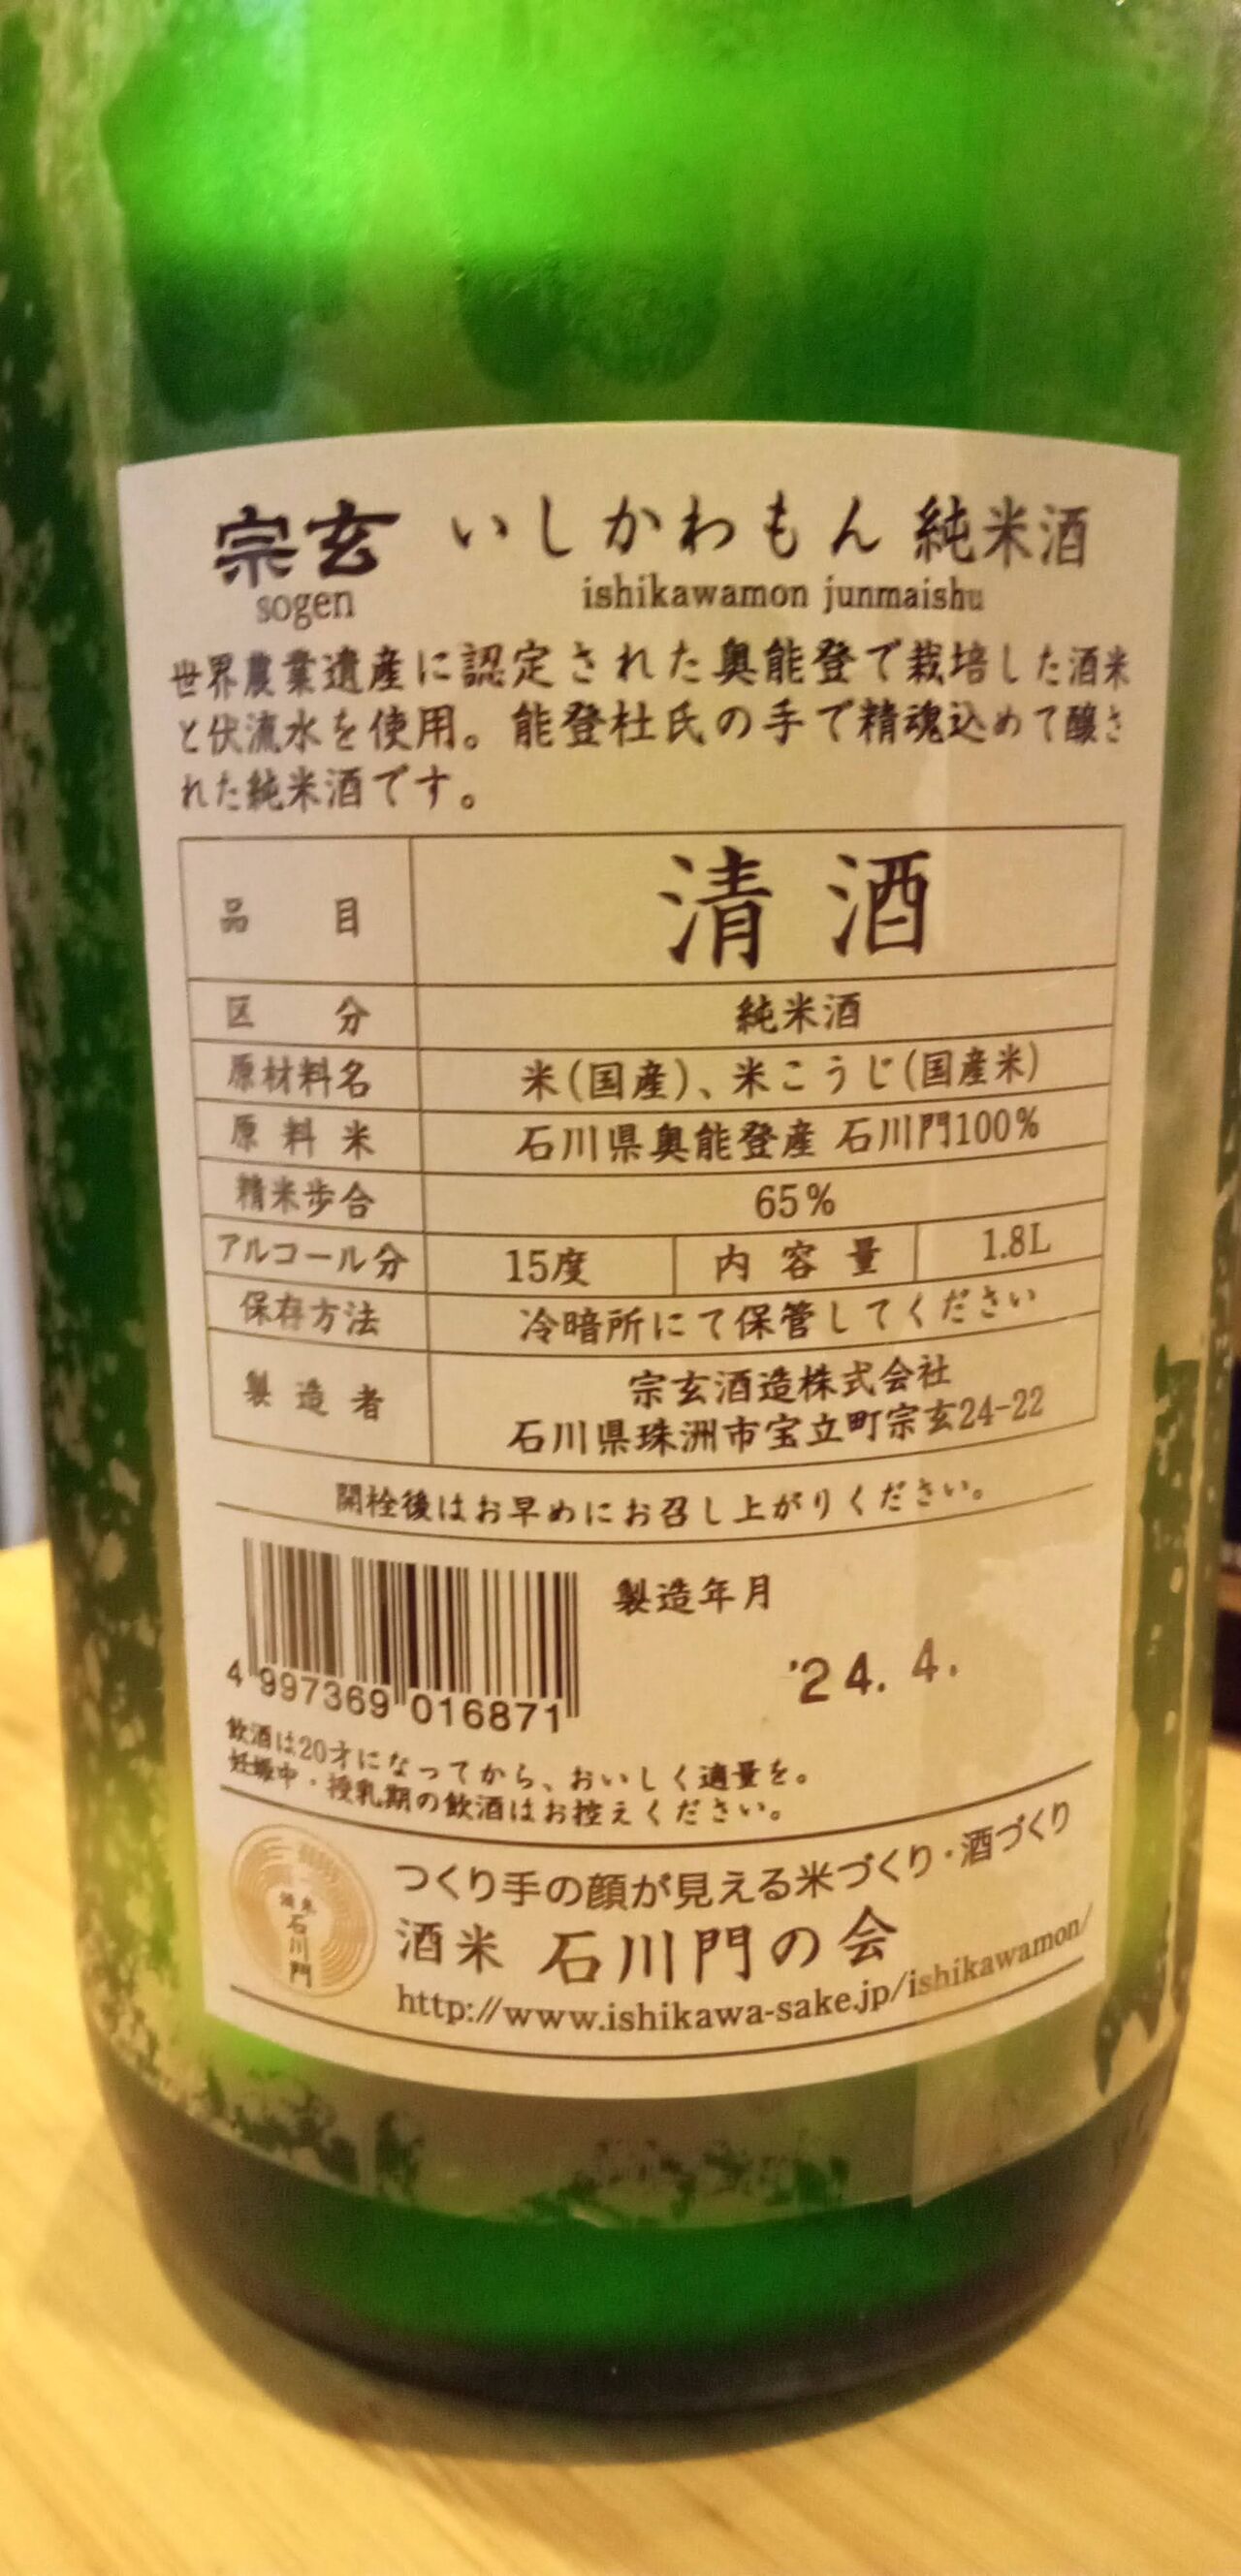 宗玄 いしかわもん 純米酒
sogen ishikawamon junmaishu
世界農業遺産に認定された奥能登で栽培した酒米
と伏流水を使用。能登杜氏の手で精魂込めて醸さ
れた純米酒です。
品目 清酒
区分 純米酒
原材料名 米(国産)、米こうじ(国産米)
原料米 石川県奥能登産 石川門100%
精米歩合 65%
アルコール分 15度 内容量 1.8L
保存方法 冷暗所にて保管してください
製造者 宗玄酒造株式会社
石川県珠洲市宝立町宗玄24-22
開栓後はお早めにお召し上がりください。
製造年月
'24. 4.
4 997369 016871
飲酒は20才になってから、おいしく適量を。
妊娠中・授乳期の飲酒はお控えください。
つくり手の顔が見える米づくり・酒づくり
酒米 石川門の会
http://www.ishikawa-sake.jp/ishikawamon/
酒米
石川門